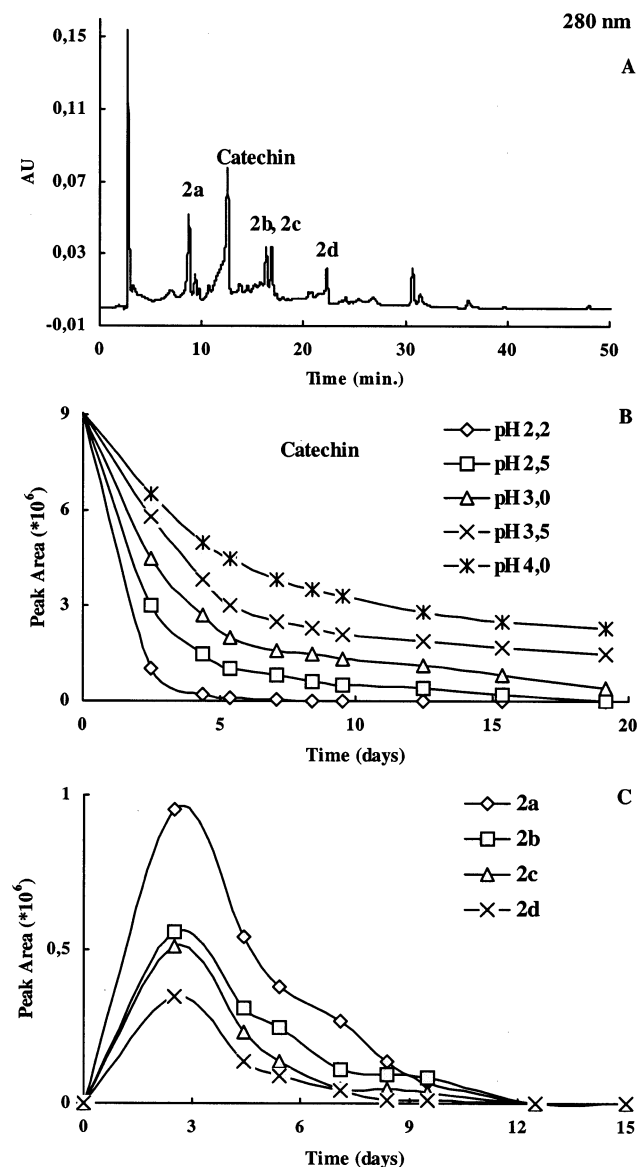 280 nm
A
0,15
0,11
0,07
0,03
-0,01
AU
Catechin
2a
2b, 2c
2d
0 10 20 30 40 50
Time (min.)
B
9
6
3
0
Peak Area (*10⁶)
Catechin
pH 2,2
pH 2,5
pH 3,0
pH 3,5
pH 4,0
0 5 10 15 20
Time (days)
C
1
0,5
0
Peak Area (*10⁶)
2a
2b
2c
2d
0 3 6 9 12 15
Time (days)